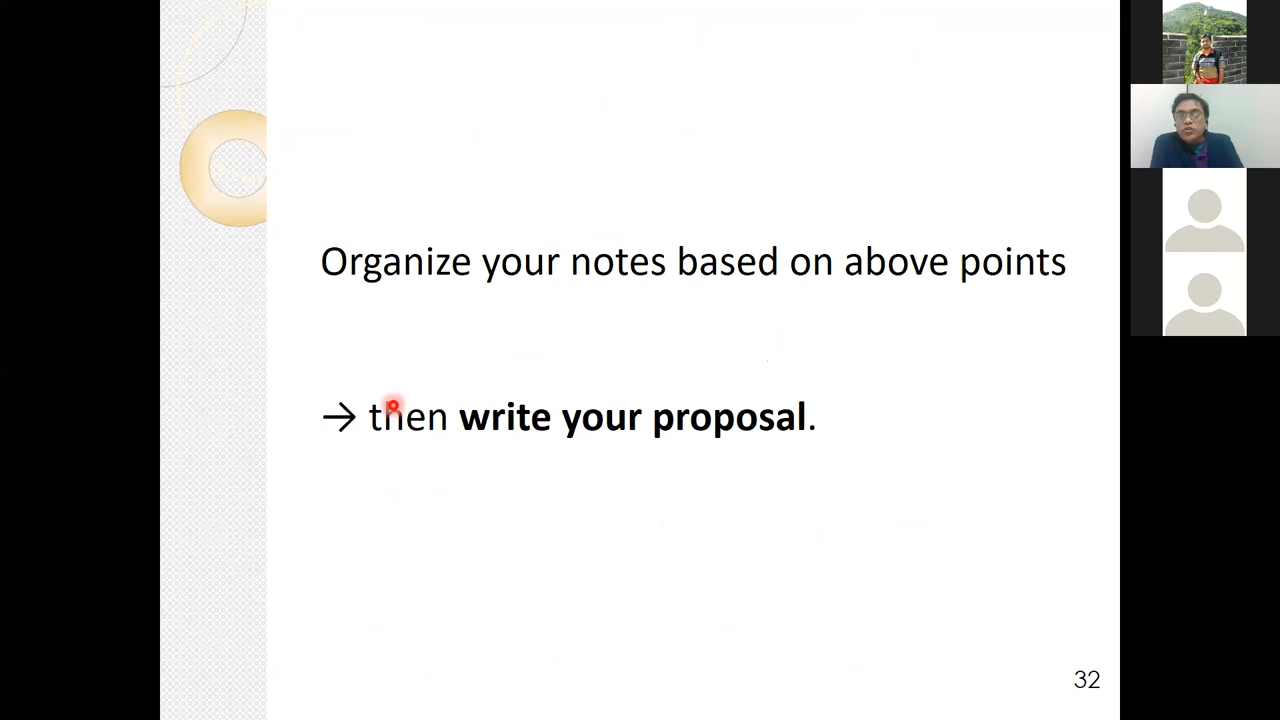 Organize your notes based on above points
→ then write your proposal.
32